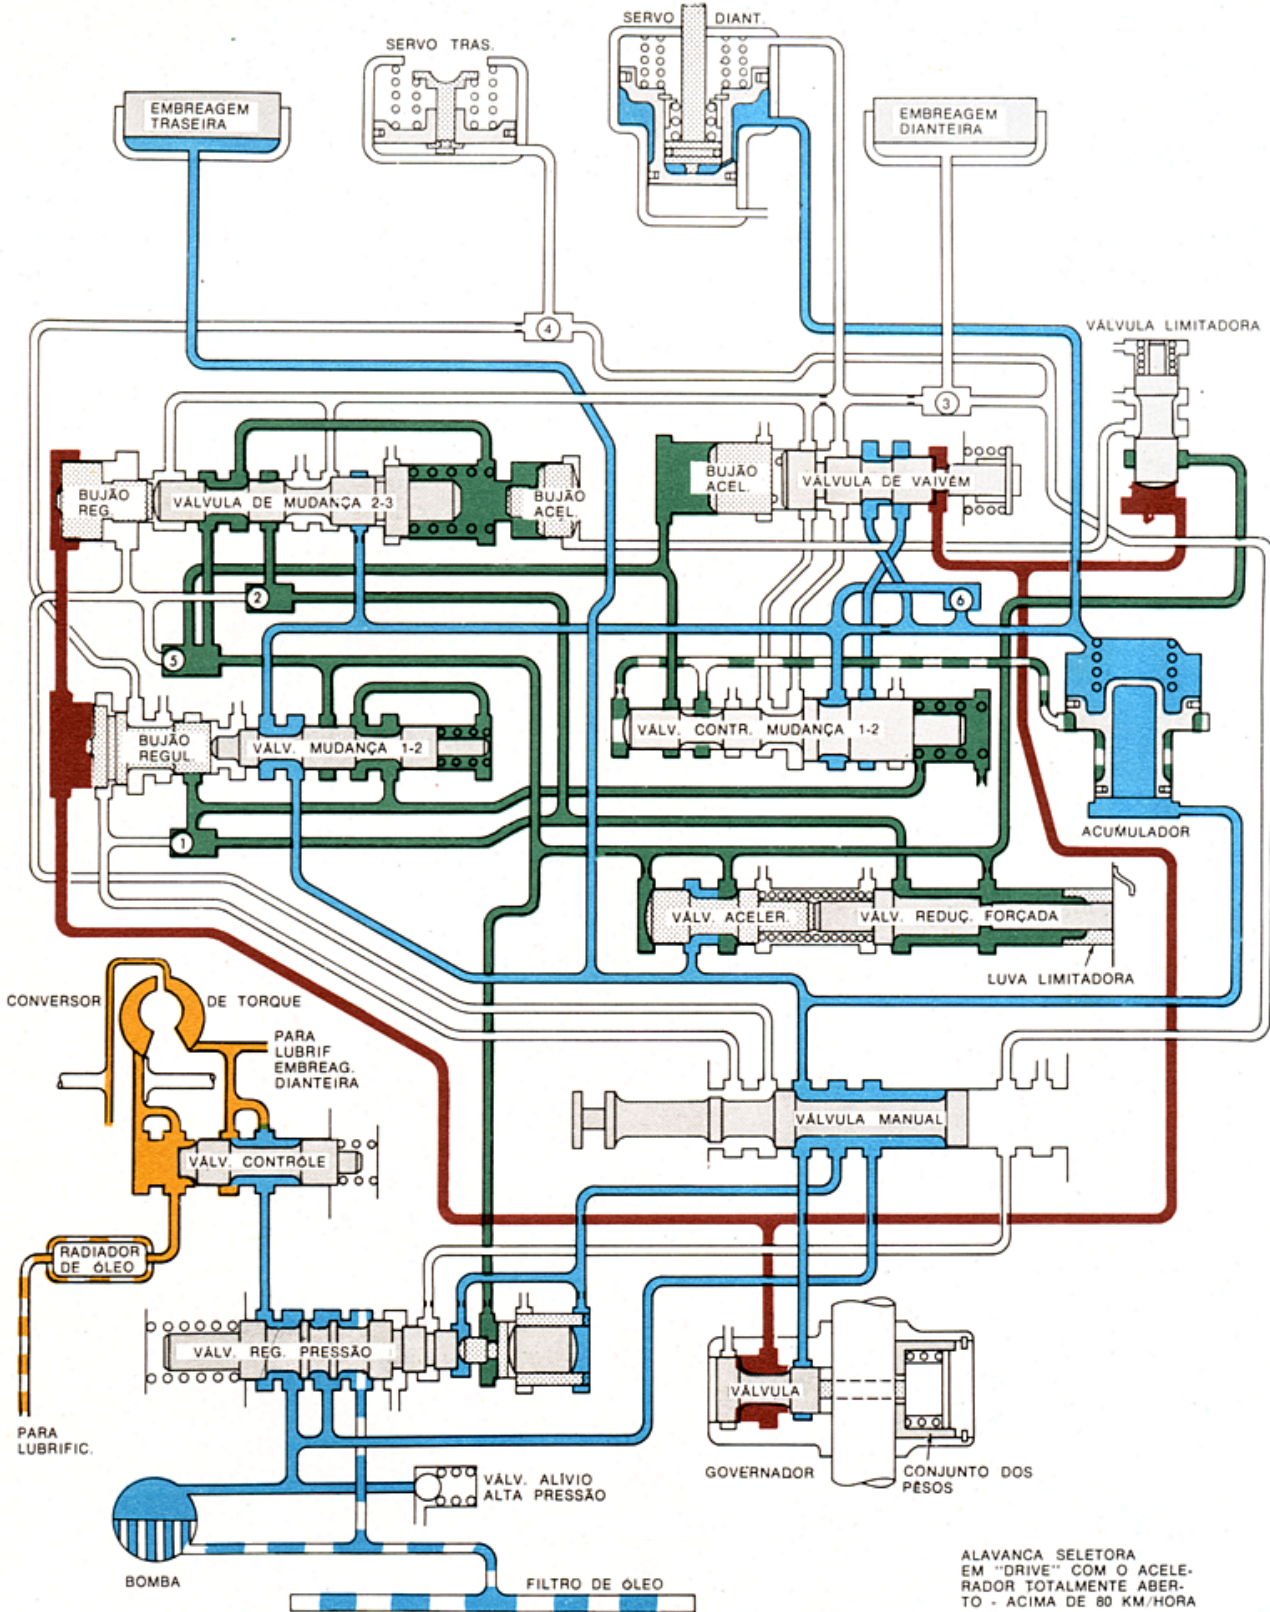 SERVO DIANT.
SERVO TRAS.
EMBREAGEM
TRASEIRA
EMBREAGEM
DIANTEIRA
4
VÁLVULA LIMITADORA
3
BUJÃO
REG.
VÁLVULA DE MUDANÇA 2-3
BUJÃO
ACEL.
BUJÃO
ACEL.
VÁLVULA DE VAIVÉM
2
6
5
BUJÃO
REGUL.
VÁLV. MUDANÇA 1-2
VÁLV. CONTR. MUDANÇA 1-2
1
ACUMULADOR
VÁLV. ACELER.
VÁLV. REDUÇ. FORÇADA
LUVA LIMITADORA
CONVERSOR DE TORQUE
PARA
LUBRIF
EMBREAG.
DIANTEIRA
VÁLVULA MANUAL
VÁLV. CONTRÔLE
RADIADOR
DE ÓLEO
VÁLV. REG. PRESSÃO
VÁLVULA
PARA
LUBRIFIC.
GOVERNADOR
CONJUNTO DOS
PÊSOS
VÁLV. ALÍVIO
ALTA PRESSÃO
BOMBA
FILTRO DE ÓLEO
ALAVANCA SELETORA
EM "DRIVE" COM O ACELE-
RADOR TOTALMENTE ABER-
TO - ACIMA DE 80 KM/HORA